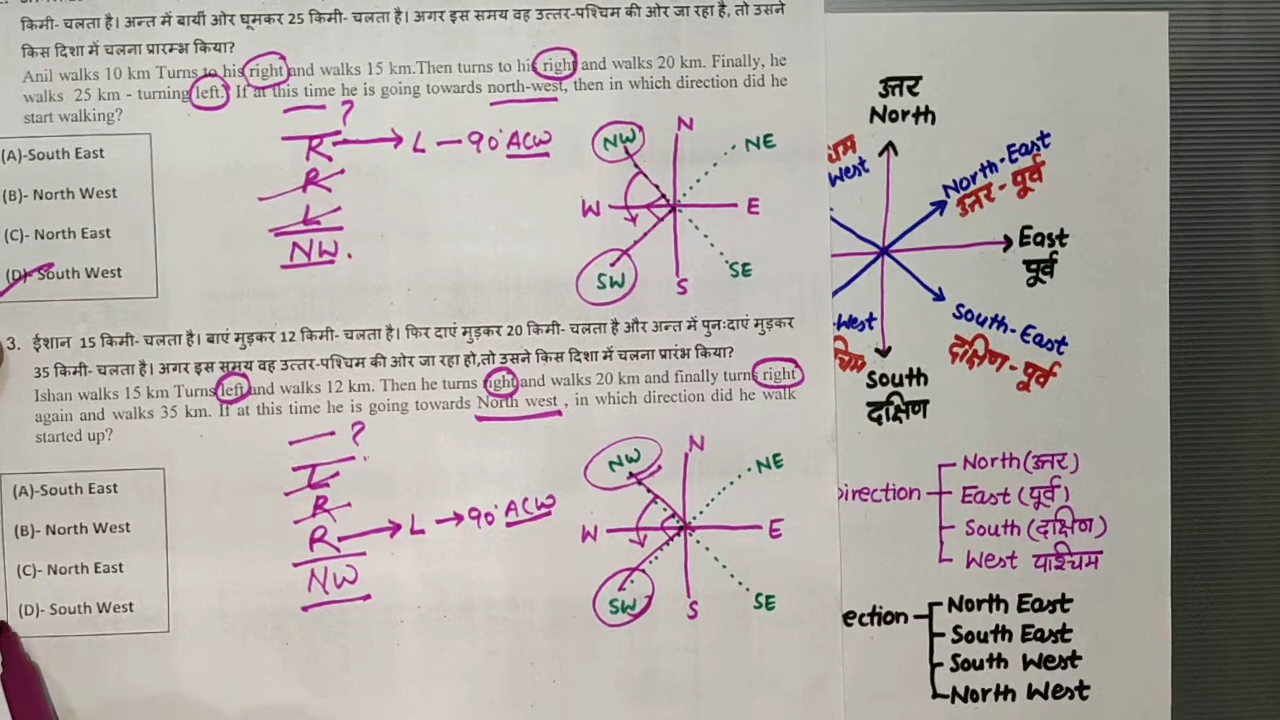 किमी- चलता है। अन्त में बायीं ओर घूमकर 25 किमी- चलता है। अगर इस समय वह उत्तर-पश्चिम की ओर जा रहा है, तो उसने
किस दिशा में चलना प्रारम्भ किया?
Anil walks 10 km Turns to his right and walks 15 km.Then turns to his right and walks 20 km. Finally, he
walks 25 km - turning left. If at this time he is going towards north-west, then in which direction did he
start walking?
(A)-South East
(B)- North West
(C)- North East
(D)- South West
— ?
R → L — 90° ACW
R
L
NW.
N
NW
NE
W
E
SW
SE
S
3. ईशान 15 किमी- चलता है। बाएं मुड़कर 12 किमी- चलता है। फिर दाएं मुड़कर 20 किमी- चलता है और अन्त में पुनःदाएं मुड़कर
35 किमी- चलता है। अगर इस समय वह उत्तर-पश्चिम की ओर जा रहा हो,तो उसने किस दिशा में चलना प्रारंभ किया?
Ishan walks 15 km Turns left and walks 12 km. Then he turns right and walks 20 km and finally turns right
again and walks 35 km. If at this time he is going towards North west , in which direction did he walk
started up?
(A)-South East
(B)- North West
(C)- North East
(D)- South West
— ?
L
R
R → L → 90° ACW
NW
N
NW
NE
W
E
SW
SE
S
उत्तर
North
West
North-East
उत्तर-पूर्व
East
पूर्व
-West
South-East
दक्षिण-पूर्व
South
दक्षिण
Direction
North (उत्तर)
East (पूर्व)
South (दक्षिण)
West पाश्चिम
ection
North East
South East
South West
North West